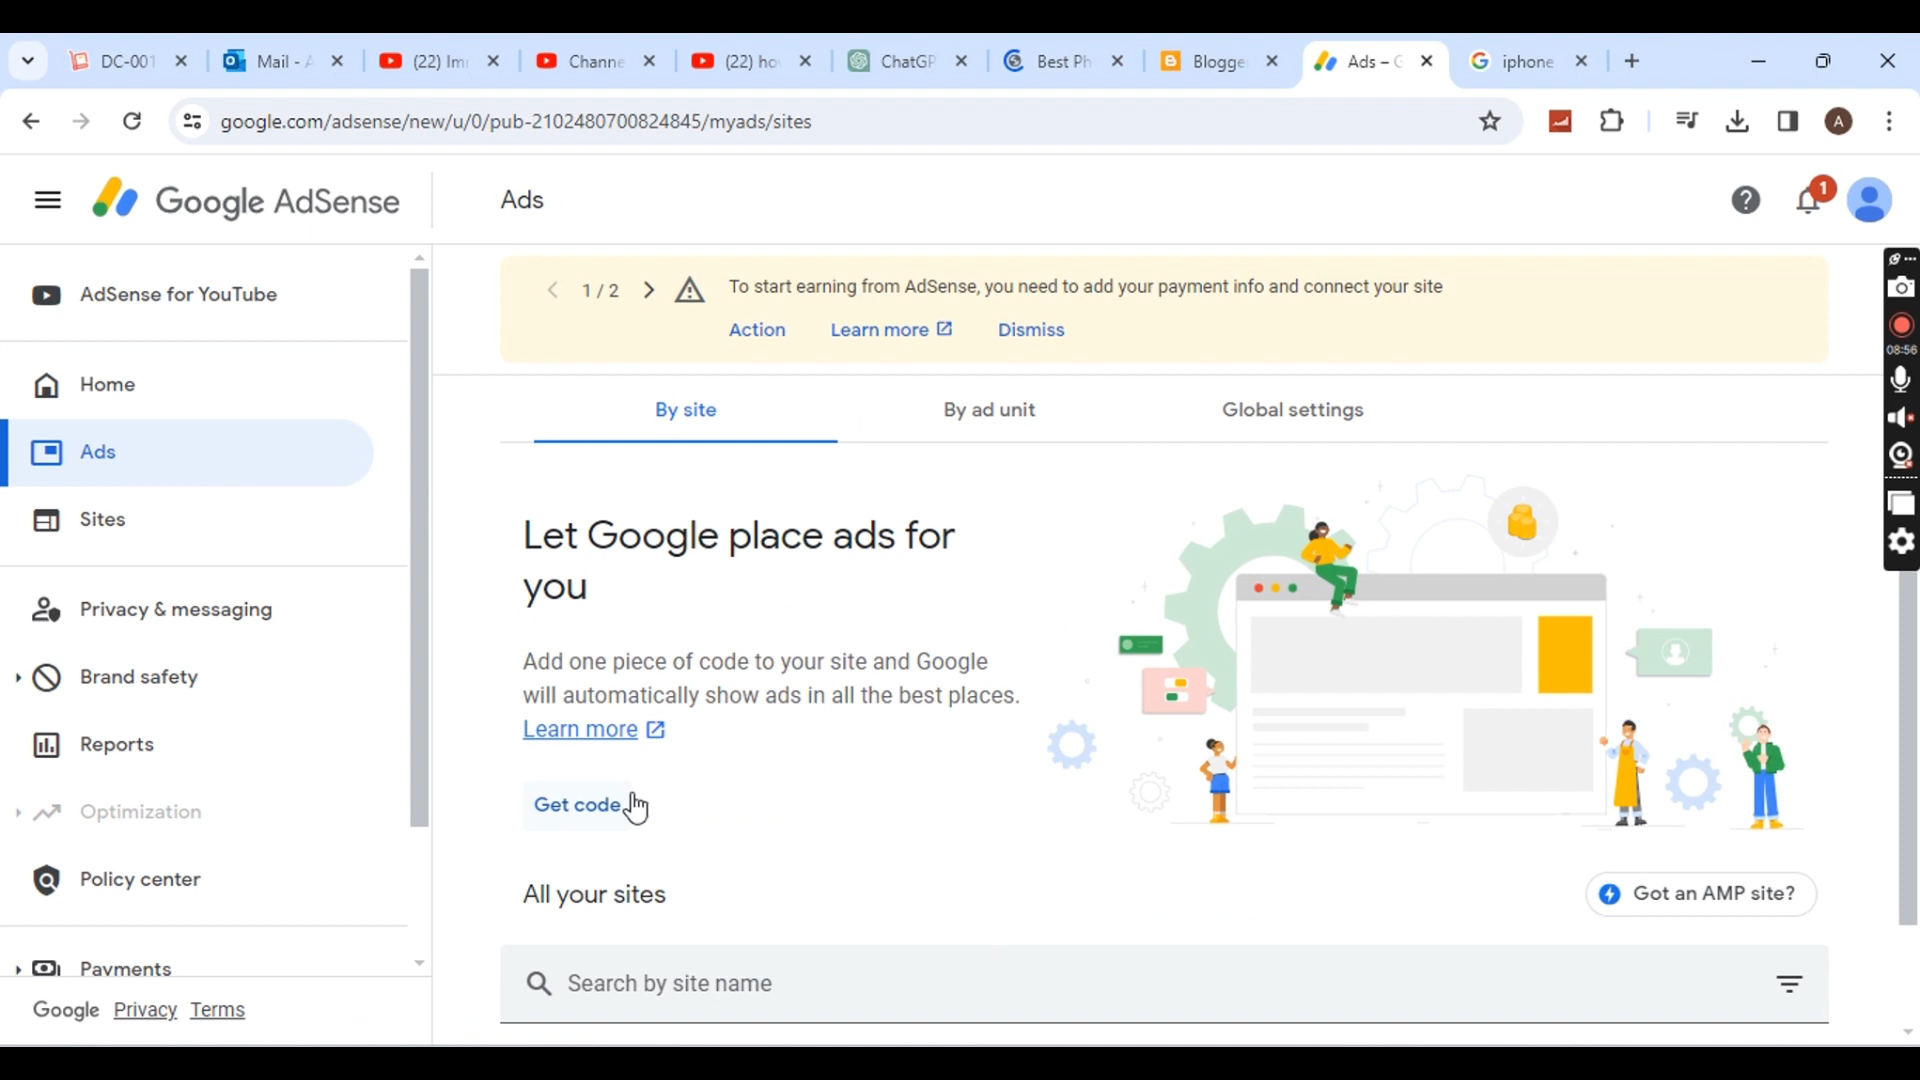 DC-001
Mail - A
(22) Im
Channe
(22) ho
ChatGP
Best Ph
Blogge
Ads – G
iphone
google.com/adsense/new/u/0/pub-2102480700824845/myads/sites
A
Google AdSense
Ads
1
AdSense for YouTube
Home
Ads
Sites
Privacy & messaging
Brand safety
Reports
Optimization
Policy center
Payments
Google Privacy Terms
1 / 2
To start earning from AdSense, you need to add your payment info and connect your site
Action Learn more Dismiss
By site By ad unit Global settings
Let Google place ads for
you
Add one piece of code to your site and Google
will automatically show ads in all the best places.
Learn more
Get code
All your sites
Got an AMP site?
Search by site name
08:56